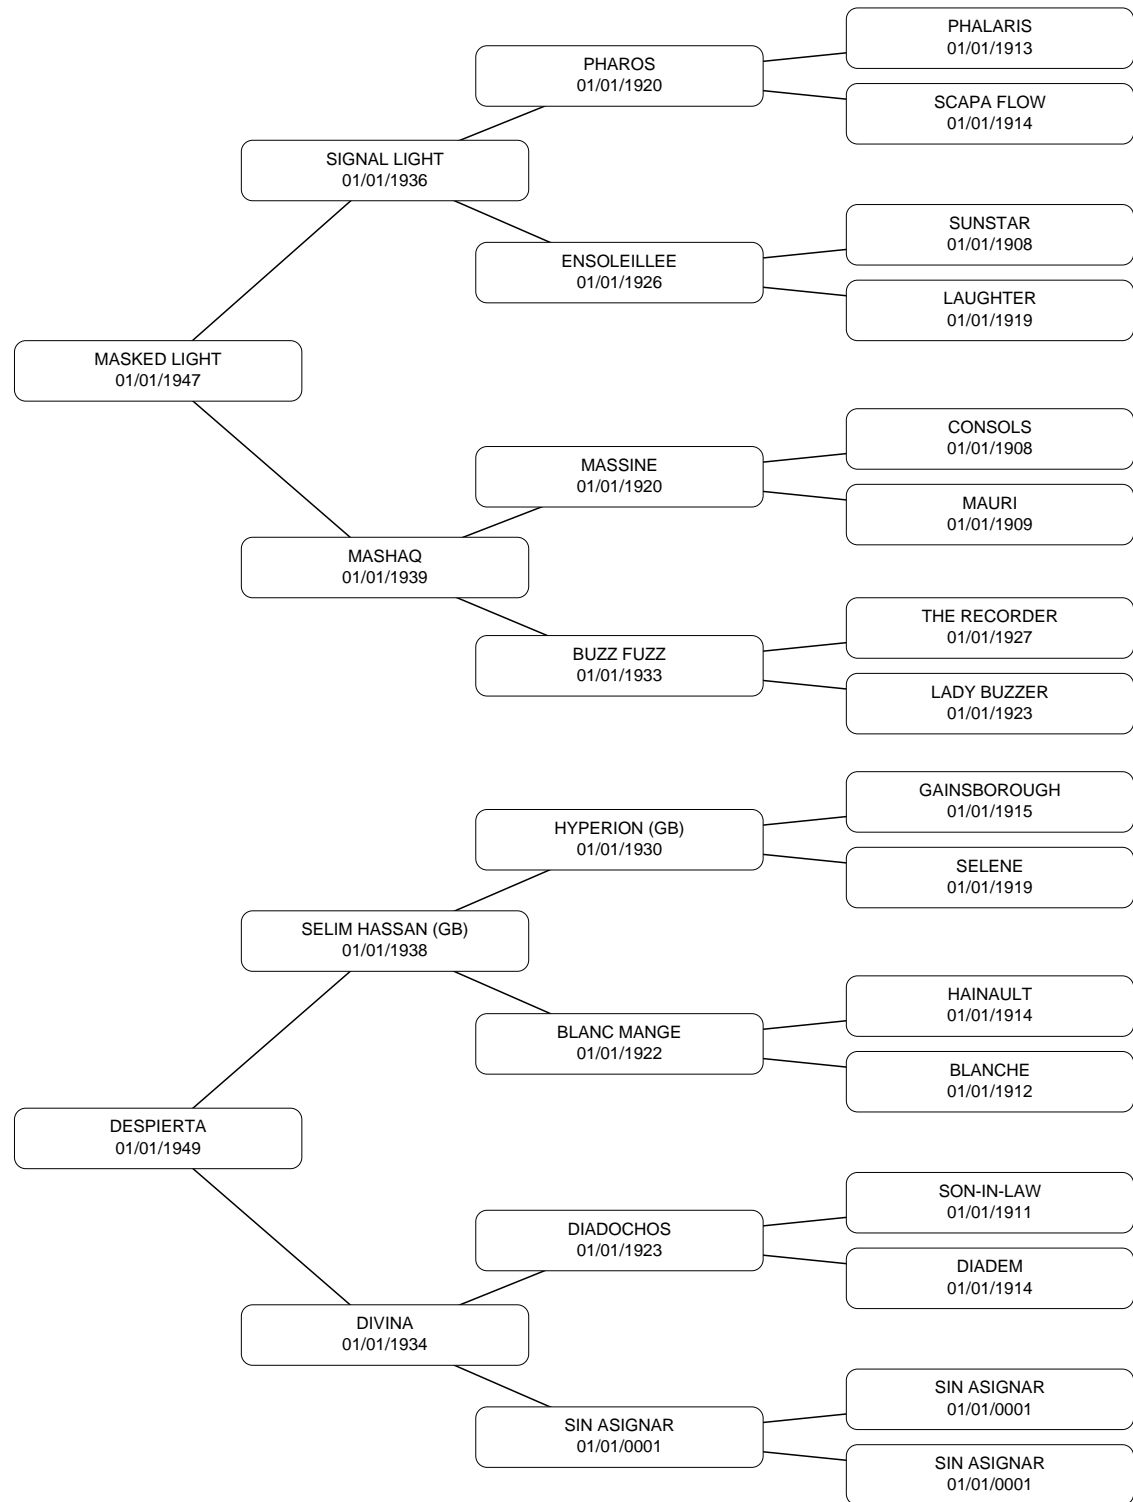 PHALARIS
01/01/1913
PHAROS
01/01/1920
SCAPA FLOW
01/01/1914
SIGNAL LIGHT
01/01/1936
SUNSTAR
01/01/1908
ENSOLEILLEE
01/01/1926
LAUGHTER
01/01/1919
MASKED LIGHT
01/01/1947
CONSOLS
01/01/1908
MASSINE
01/01/1920
MAURI
01/01/1909
MASHAQ
01/01/1939
THE RECORDER
01/01/1927
BUZZ FUZZ
01/01/1933
LADY BUZZER
01/01/1923
GAINSBOROUGH
01/01/1915
HYPERION (GB)
01/01/1930
SELENE
01/01/1919
SELIM HASSAN (GB)
01/01/1938
HAINAULT
01/01/1914
BLANC MANGE
01/01/1922
BLANCHE
01/01/1912
DESPIERTA
01/01/1949
SON-IN-LAW
01/01/1911
DIADOCHOS
01/01/1923
DIADEM
01/01/1914
DIVINA
01/01/1934
SIN ASIGNAR
01/01/0001
SIN ASIGNAR
01/01/0001
SIN ASIGNAR
01/01/0001